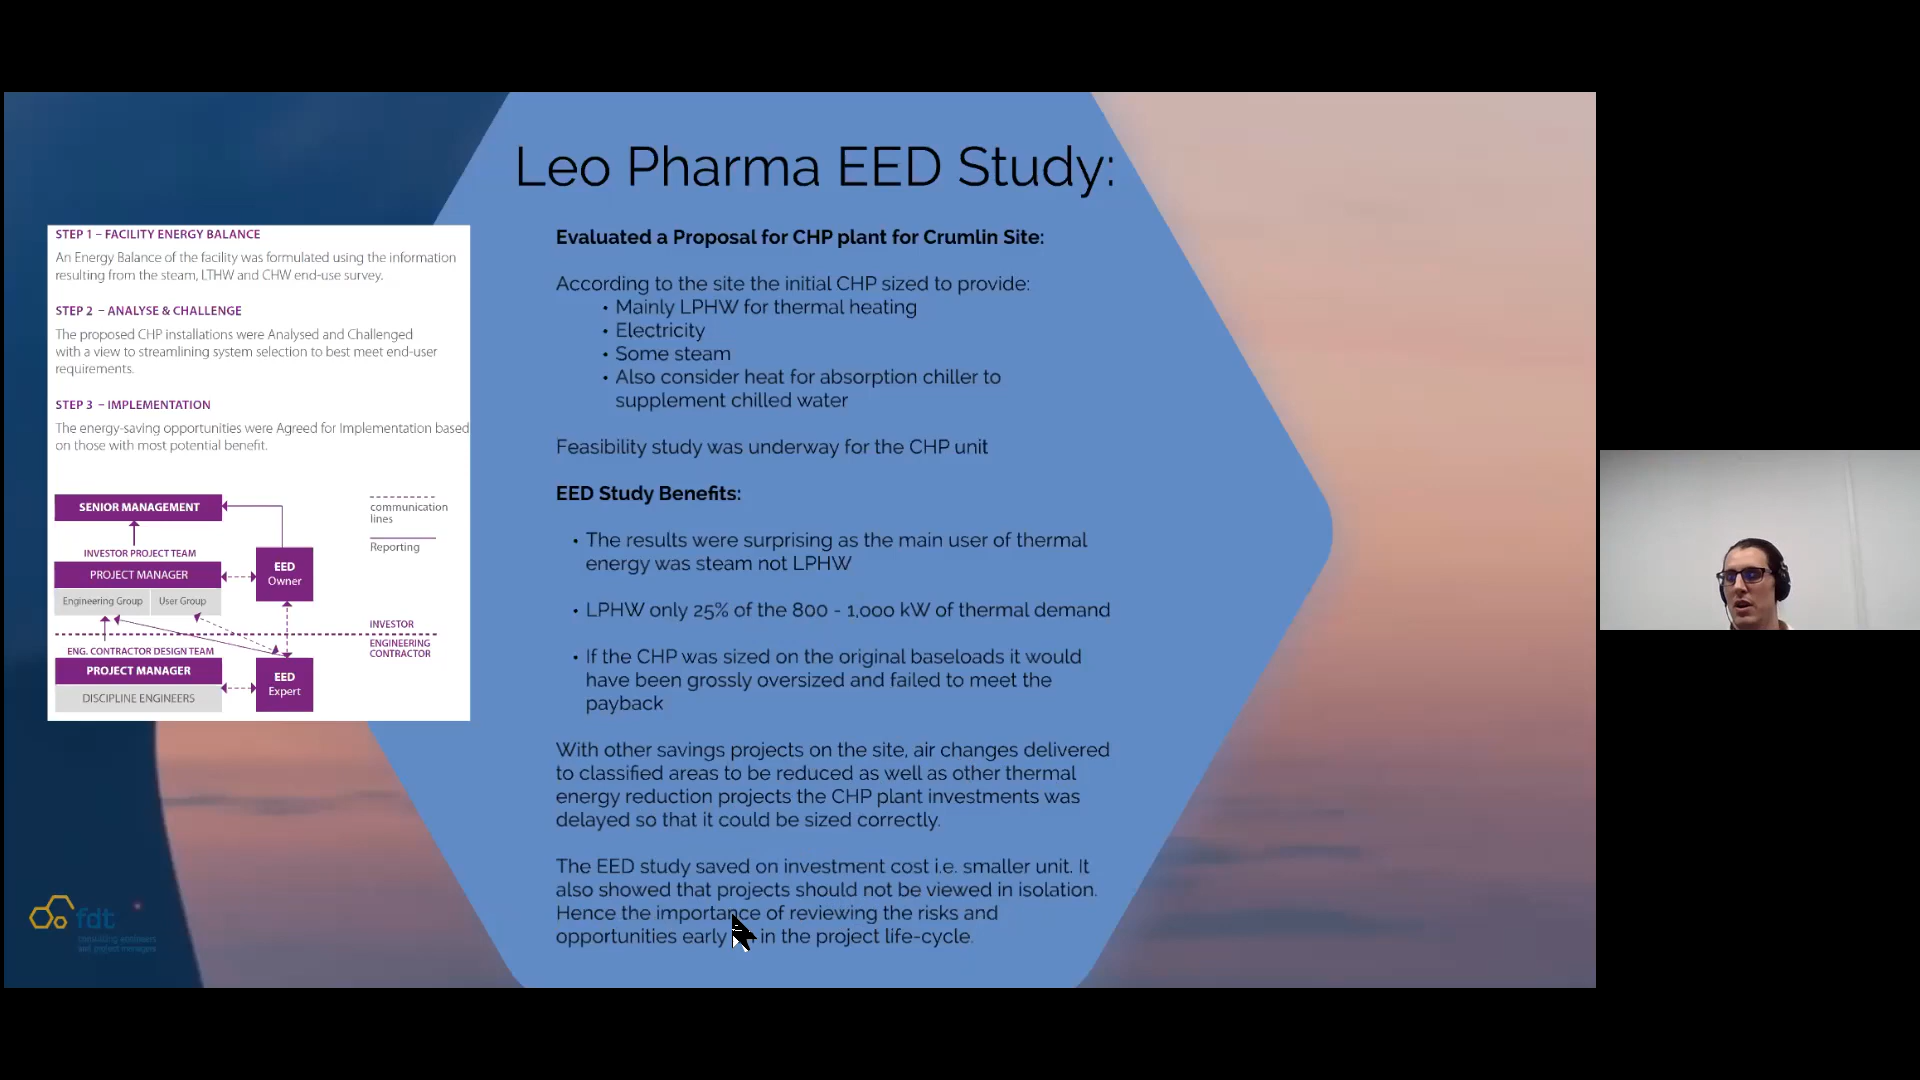 Leo Pharma EED Study:
STEP 1 – FACILITY ENERGY BALANCE
An Energy Balance of the facility was formulated using the information
resulting from the steam, LTHW and CHW end-use survey.
STEP 2 – ANALYSE & CHALLENGE
The proposed CHP installations were Analysed and Challenged
with a view to streamlining system selection to best meet end-user
requirements.
STEP 3 – IMPLEMENTATION
The energy-saving opportunities were Agreed for Implementation based
on those with most potential benefit.
SENIOR MANAGEMENT
communication
lines
Reporting
INVESTOR PROJECT TEAM
PROJECT MANAGER
Engineering Group
User Group
EED
Owner
INVESTOR
ENGINEERING
CONTRACTOR
ENG. CONTRACTOR DESIGN TEAM
PROJECT MANAGER
DISCIPLINE ENGINEERS
EED
Expert
Evaluated a Proposal for CHP plant for Crumlin Site:
According to the site the initial CHP sized to provide:
• Mainly LPHW for thermal heating
• Electricity
• Some steam
• Also consider heat for absorption chiller to
supplement chilled water
Feasibility study was underway for the CHP unit
EED Study Benefits:
• The results were surprising as the main user of thermal
energy was steam not LPHW
• LPHW only 25% of the 800 - 1,000 kW of thermal demand
• If the CHP was sized on the original baseloads it would
have been grossly oversized and failed to meet the
payback
With other savings projects on the site, air changes delivered
to classified areas to be reduced as well as other thermal
energy reduction projects the CHP plant investments was
delayed so that it could be sized correctly.
The EED study saved on investment cost i.e. smaller unit. It
also showed that projects should not be viewed in isolation.
Hence the importance of reviewing the risks and
opportunities early in the project life-cycle.
fdt
consulting engineers
and project managers